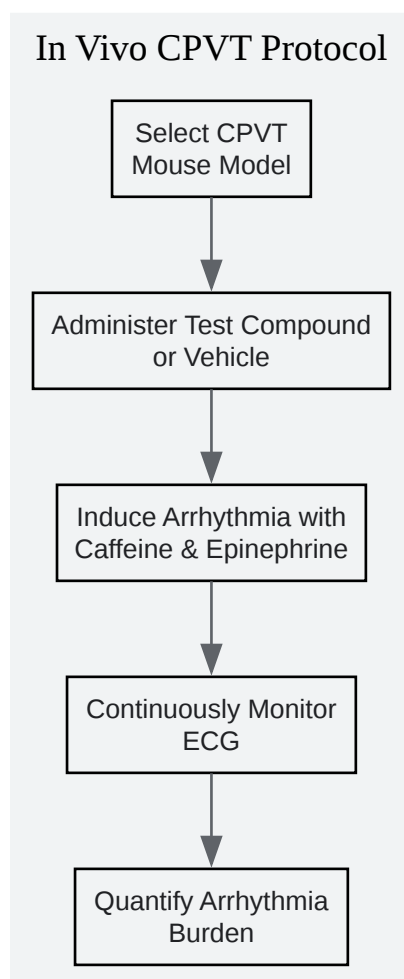 In Vivo CPVT Protocol
Select CPVT
Mouse Model
Administer Test Compound
or Vehicle
Induce Arrhythmia with
Caffeine & Epinephrine
Continuously Monitor
ECG
Quantify Arrhythmia
Burden